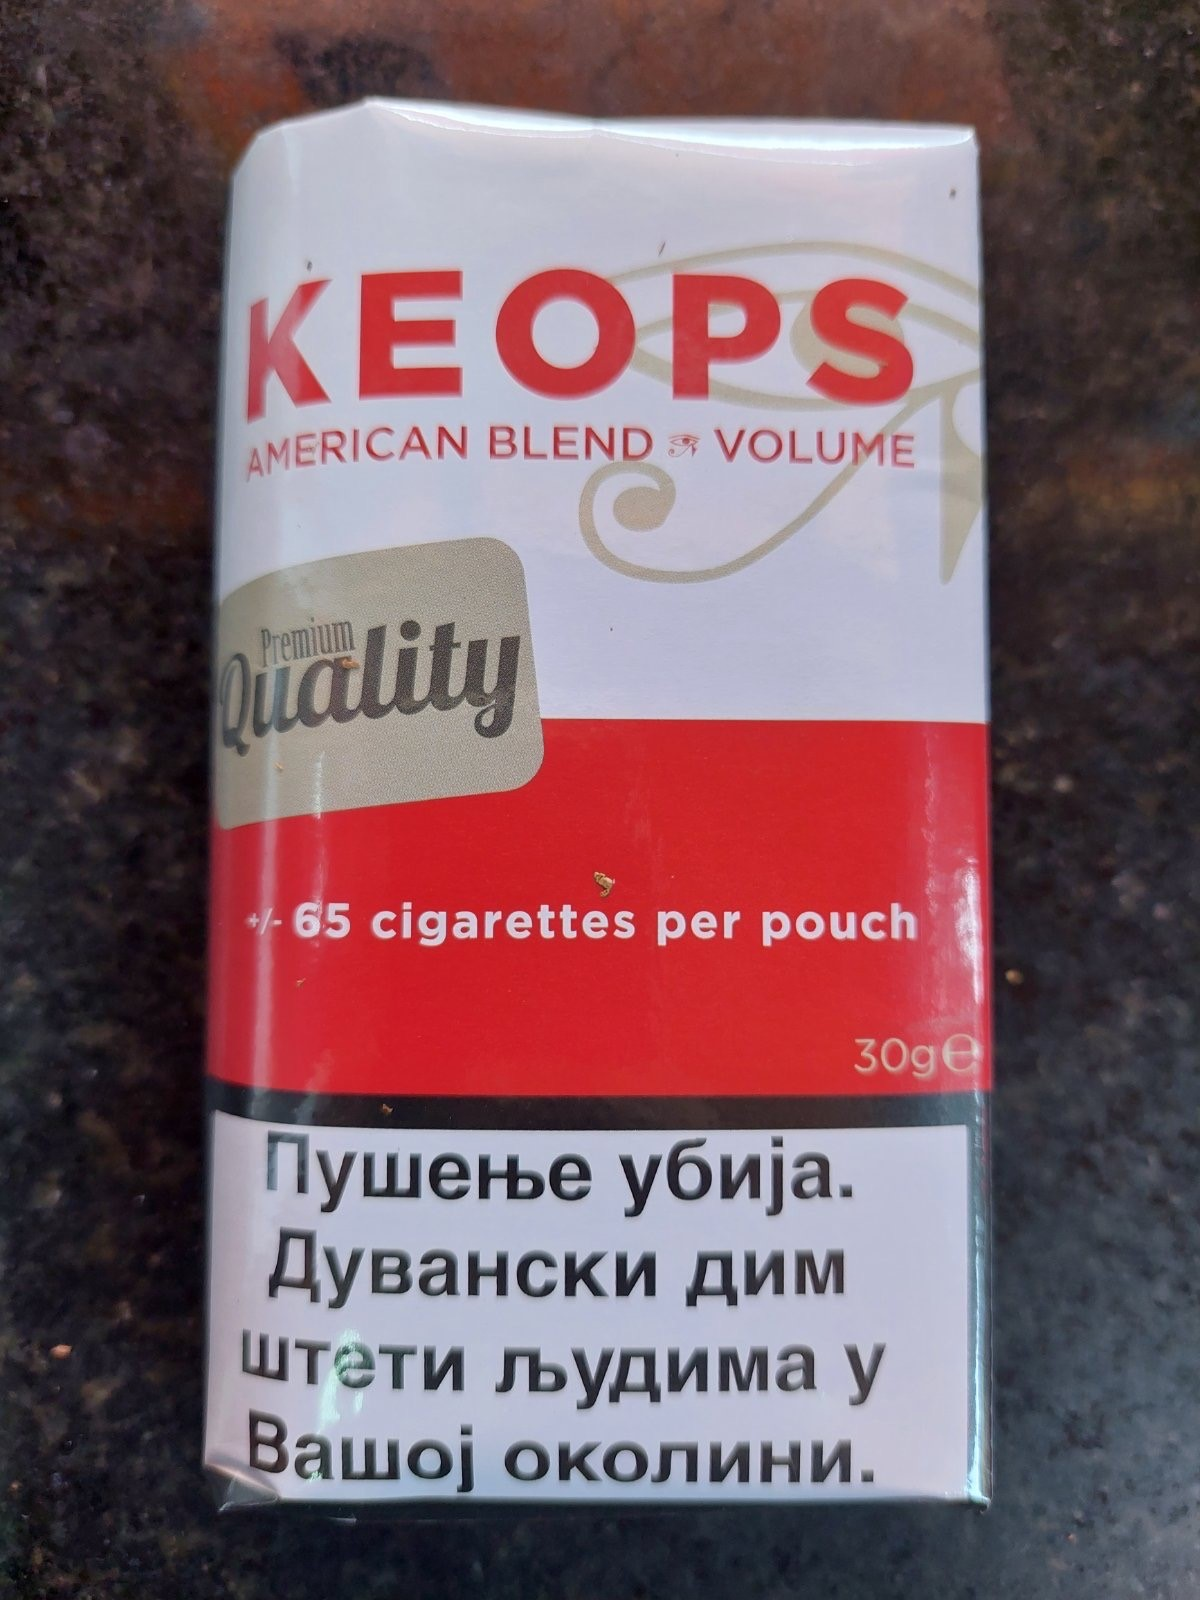 KEOPS
AMERICAN BLEND VOLUME
Premium
Quality
+/- 65 cigarettes per pouch
30g℮
Пушење убија.
Дувански дим
штети људима у
Вашој околини.